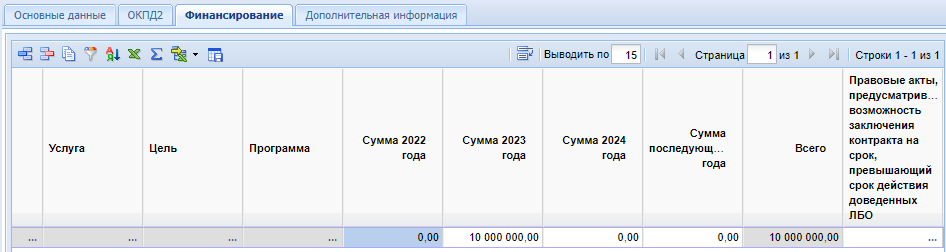 Основные данные ОКПД2 Финансирование Дополнительная информация
Выводить по 15 Страница 1 из 1 Строки 1 - 1 из 1
Услуга
Цель
Программа
Сумма 2022
года
Сумма 2023
года
Сумма 2024
года
Сумма
последующ...
года
Всего
Правовые акты,
предусматрив...
возможность
заключения
контракта на
срок,
превышающий
срок действия
доведенных
ЛБО
... ... ... ... 0,00 10 000 000,00 0,00 0,00 10 000 000,00 ...